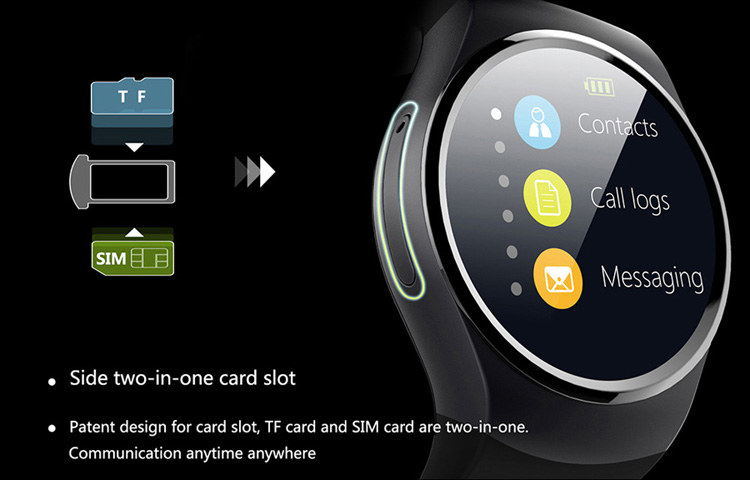 TF
SIM
Contacts
Call logs
Messaging
Side two-in-one card slot
Patent design for card slot, TF card and SIM card are two-in-one.
Communication anytime anywhere